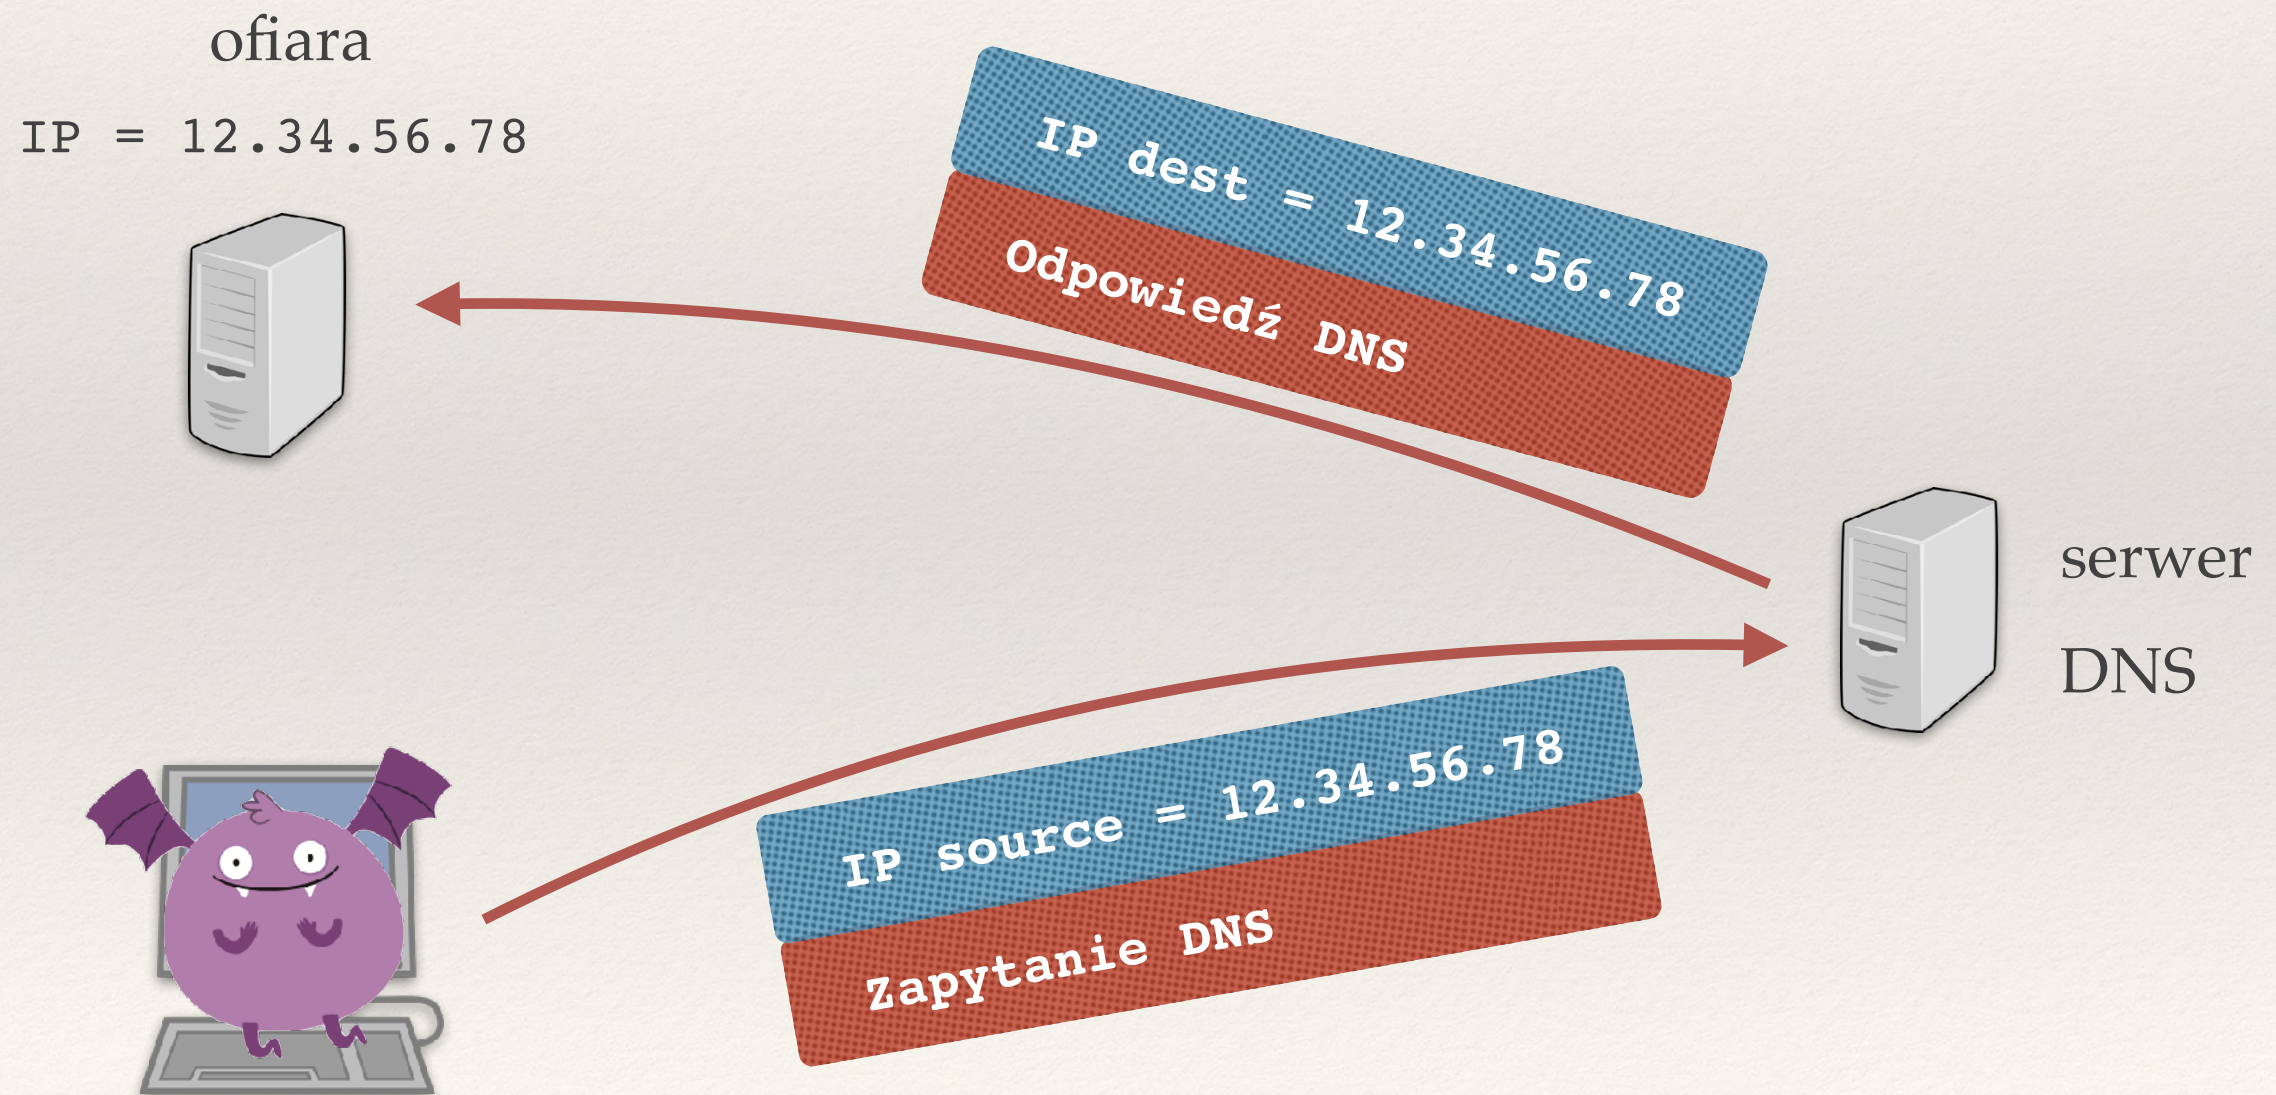 ofiara
IP = 12.34.56.78
IP dest = 12.34.56.78
Odpowiedź DNS
serwer
DNS
IP source = 12.34.56.78
Zapytanie DNS